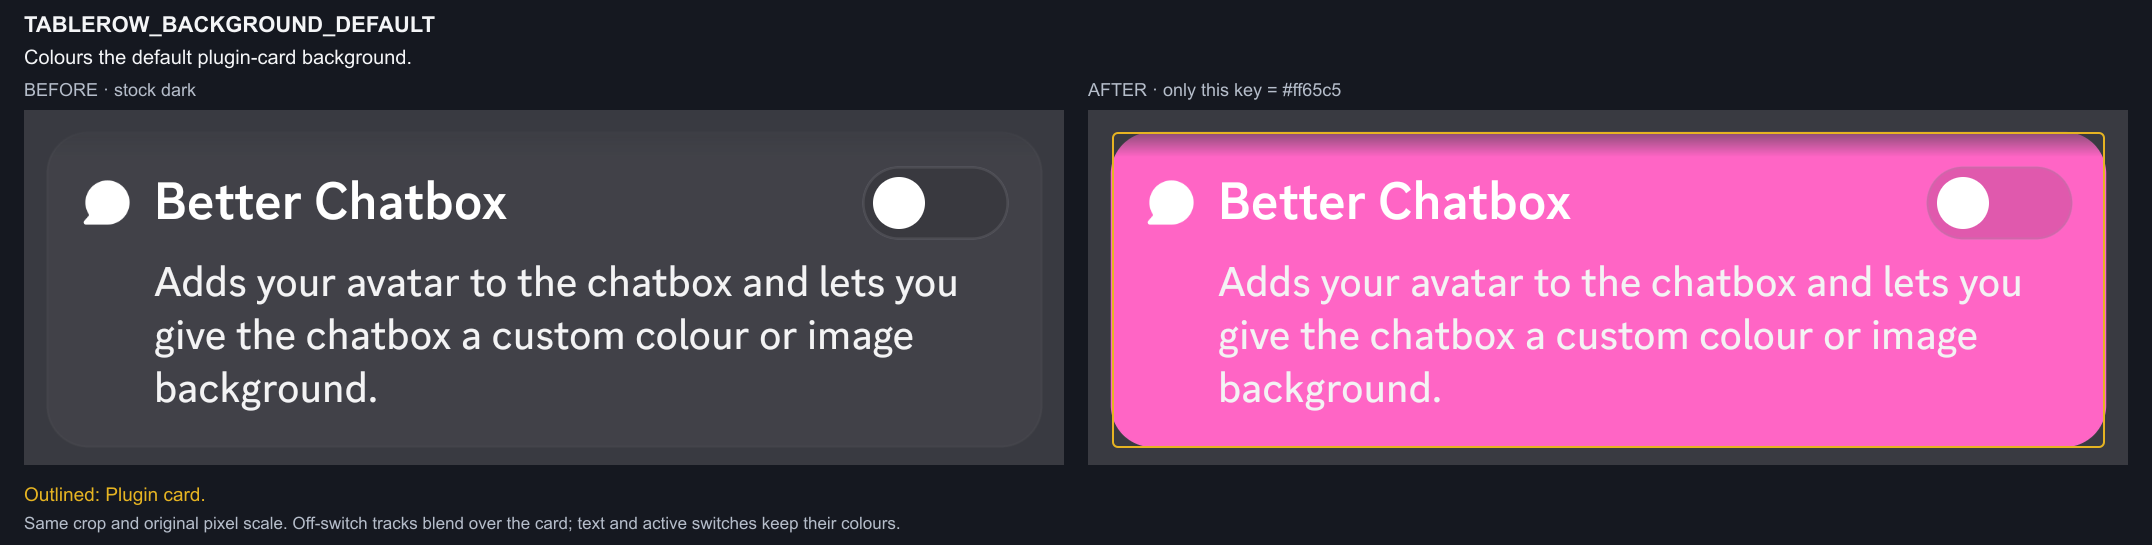 TABLEROW_BACKGROUND_DEFAULT
Colours the default plugin-card background.
BEFORE · stock dark
Better Chatbox
Adds your avatar to the chatbox and lets you
give the chatbox a custom colour or image
background.
AFTER · only this key = #ff65c5
Better Chatbox
Adds your avatar to the chatbox and lets you
give the chatbox a custom colour or image
background.
Outlined: Plugin card.
Same crop and original pixel scale. Off-switch tracks blend over the card; text and active switches keep their colours.